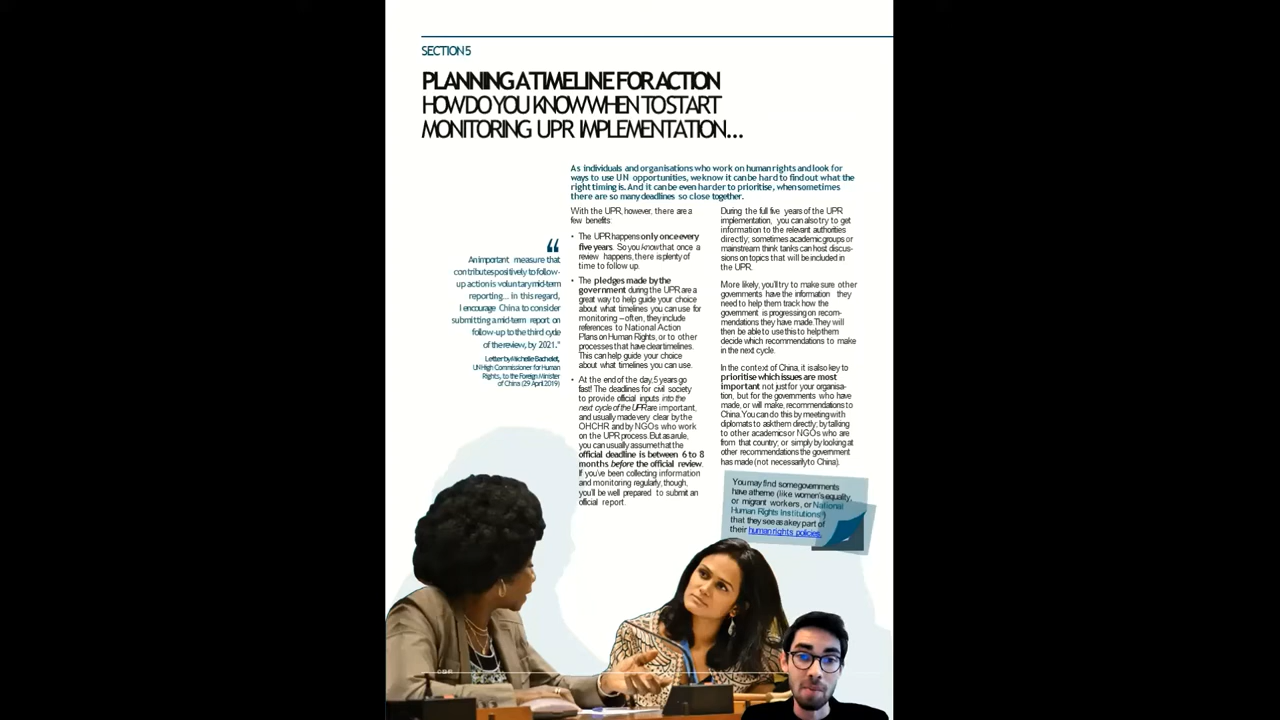 SECTION 5
PLANNING A TIMELINE FOR ACTION
HOW DO YOU KNOW WHEN TO START
MONITORING UPR IMPLEMENTATION...
As individuals and organisations who work on human rights and look for
ways to use UN opportunities, we know it can be hard to find out what the
right timing is. And it can be even harder to prioritise, when sometimes
there are so many deadlines so close together.
“
An important measure that
contributes positively to follow-
up action is voluntary mid-term
reporting... in this regard,
I encourage China to consider
submitting a mid-term report on
follow-up to the third cycle
of the review, by 2021."
Letter by Michelle Bachelet,
UN High Commissioner for Human
Rights, to the Foreign Minister
of China (29 April 2019)
With the UPR, however, there are a
few benefits:
• The UPR happens only once every
five years. So you know that once a
review happens, there is plenty of
time to follow up.
• The pledges made by the
government during the UPR are a
great way to help guide your choice
about what timelines you can use for
monitoring – often, they include
references to National Action
Plans on Human Rights, or to other
processes that have clear timelines.
This can help guide your choice
about what timelines you can use.
• At the end of the day, 5 years go
fast! The deadlines for civil society
to provide official inputs into the
next cycle of the UPR are important,
and usually made very clear by the
OHCHR and by NGOs who work
on the UPR process. But as a rule,
you can usually assume that the
official deadline is between 6 to 8
months before the official review.
If you've been collecting information
and monitoring regularly, though,
you'll be well prepared to submit an
official report.
During the full five years of the UPR
implementation, you can also try to get
information to the relevant authorities
directly; sometimes academic groups or
mainstream think tanks can host discus-
sions on topics that will be included in
the UPR.
More likely, you'll try to make sure other
governments have the information they
need to help them track how the
government is progressing on recom-
mendations they have made. They will
then be able to use this to help them
decide which recommendations to make
in the next cycle.
In the context of China, it is also key to
prioritise which issues are most
important not just for your organisa-
tion, but for the governments who have
made, or will make, recommendations to
China. You can do this by meeting with
diplomats to ask them directly; by talking
to other academics or NGOs who are
from that country; or simply by looking at
other recommendations the government
has made (not necessarily to China).
You may find some governments
have a theme (like women's equality,
or migrant workers, or National
Human Rights Institutions*)
that they see as a key part of
their human rights policies.
© ISHR